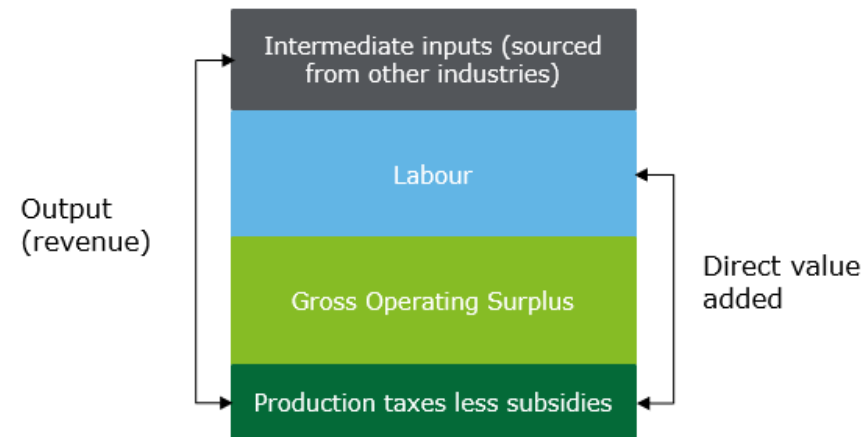 Intermediate inputs (sourced
from other industries)
Labour
Output
(revenue)
Direct value
added
Gross Operating Surplus
Production taxes less subsidies